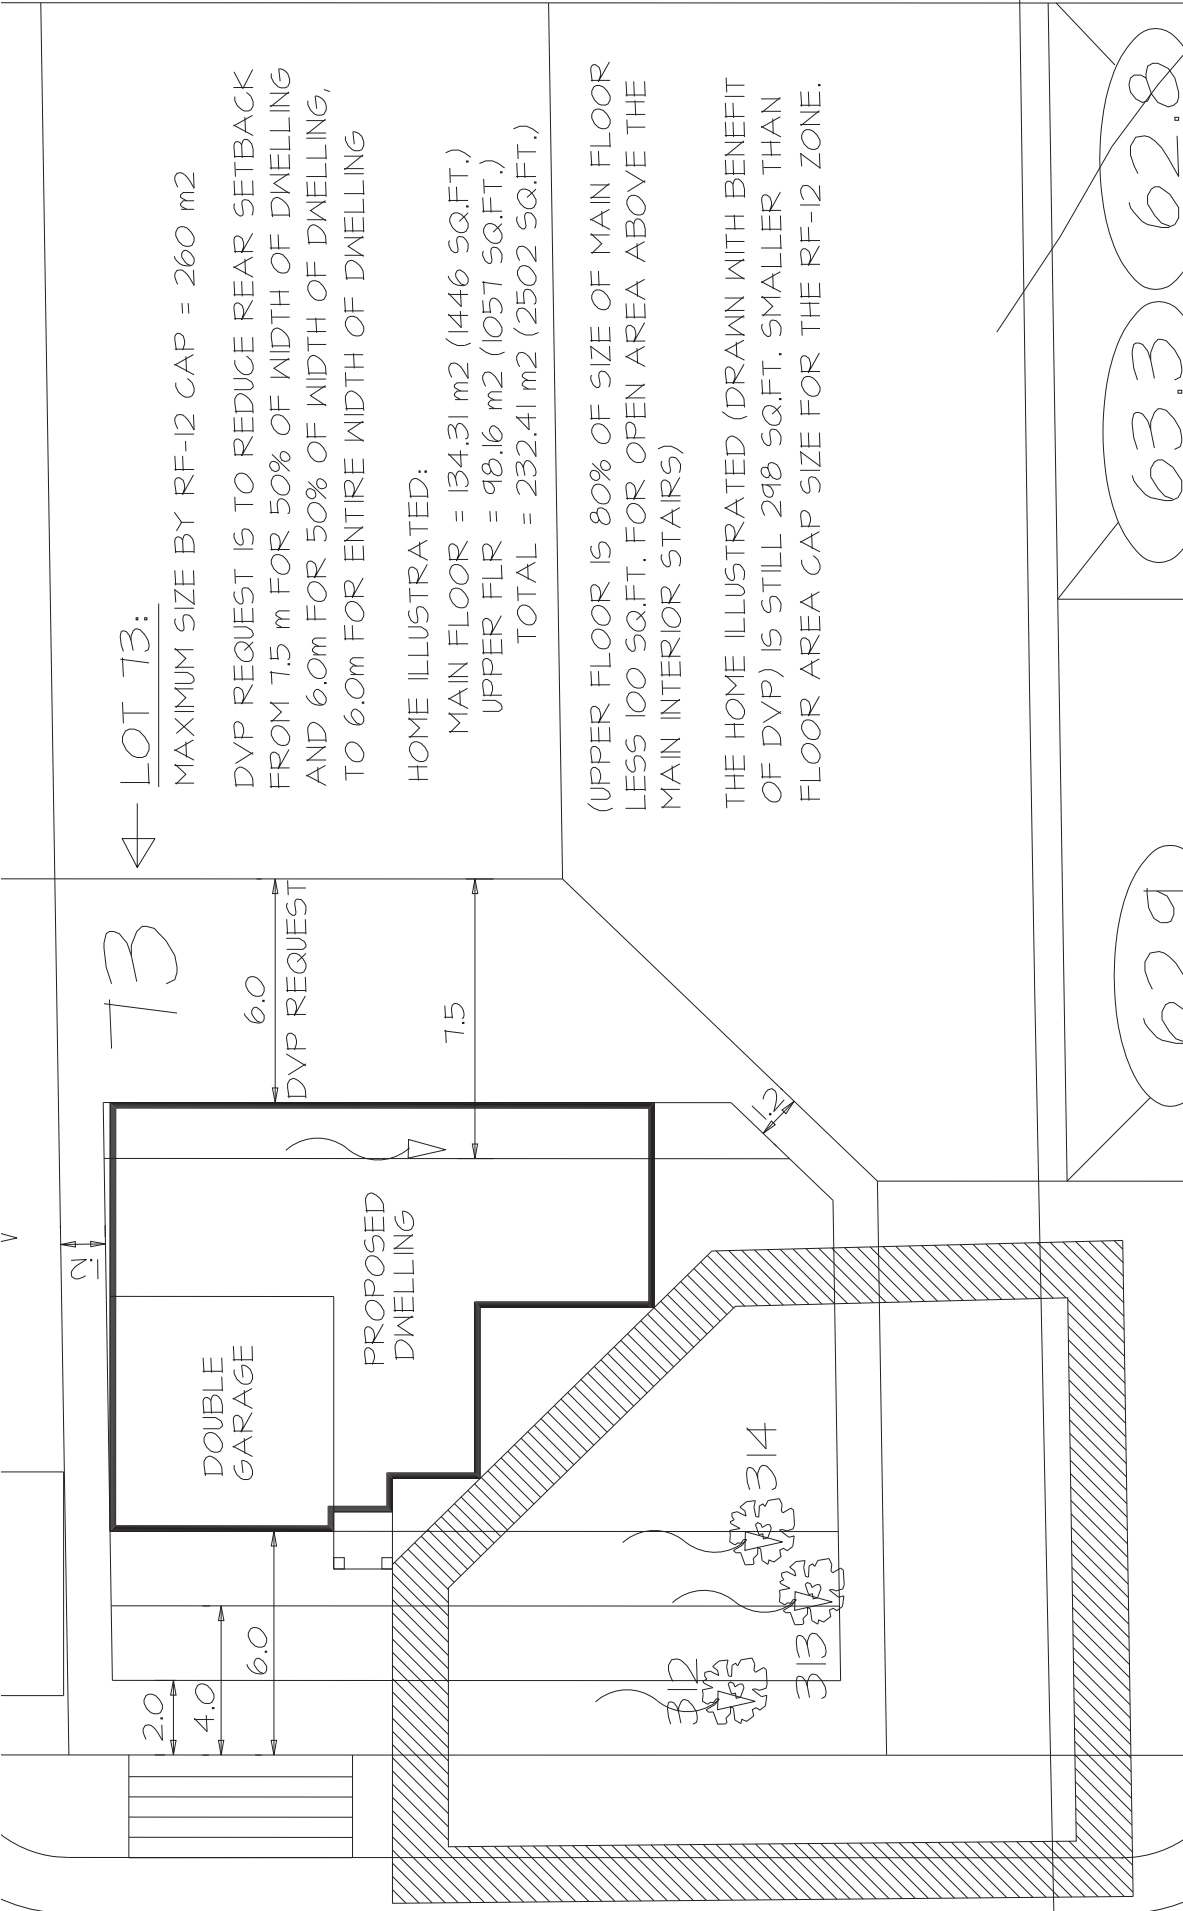 LOT 73:
MAXIMUM SIZE BY RF-12 CAP = 260 m2
DVP REQUEST IS TO REDUCE REAR SETBACK
FROM 7.5 m FOR 50% OF WIDTH OF DWELLING
AND 6.0m FOR 50% OF WIDTH OF DWELLING,
TO 6.0m FOR ENTIRE WIDTH OF DWELLING
HOME ILLUSTRATED:
MAIN FLOOR = 134.31 m2 (1446 SQ.FT.)
UPPER FLR = 98.16 m2 (1057 SQ.FT.)
TOTAL = 232.41 m2 (2502 SQ.FT.)
(UPPER FLOOR IS 80% OF SIZE OF MAIN FLOOR
LESS 100 SQ.FT. FOR OPEN AREA ABOVE THE
MAIN INTERIOR STAIRS)
THE HOME ILLUSTRATED (DRAWN WITH BENEFIT
OF DVP) IS STILL 298 SQ.FT. SMALLER THAN
FLOOR AREA CAP SIZE FOR THE RF-12 ZONE.
62.8
63.3
629
73
6.0
DVP REQUEST
7.5
1.2
1.2
PROPOSED
DWELLING
DOUBLE
GARAGE
314
313
312
2.0
4.0
6.0